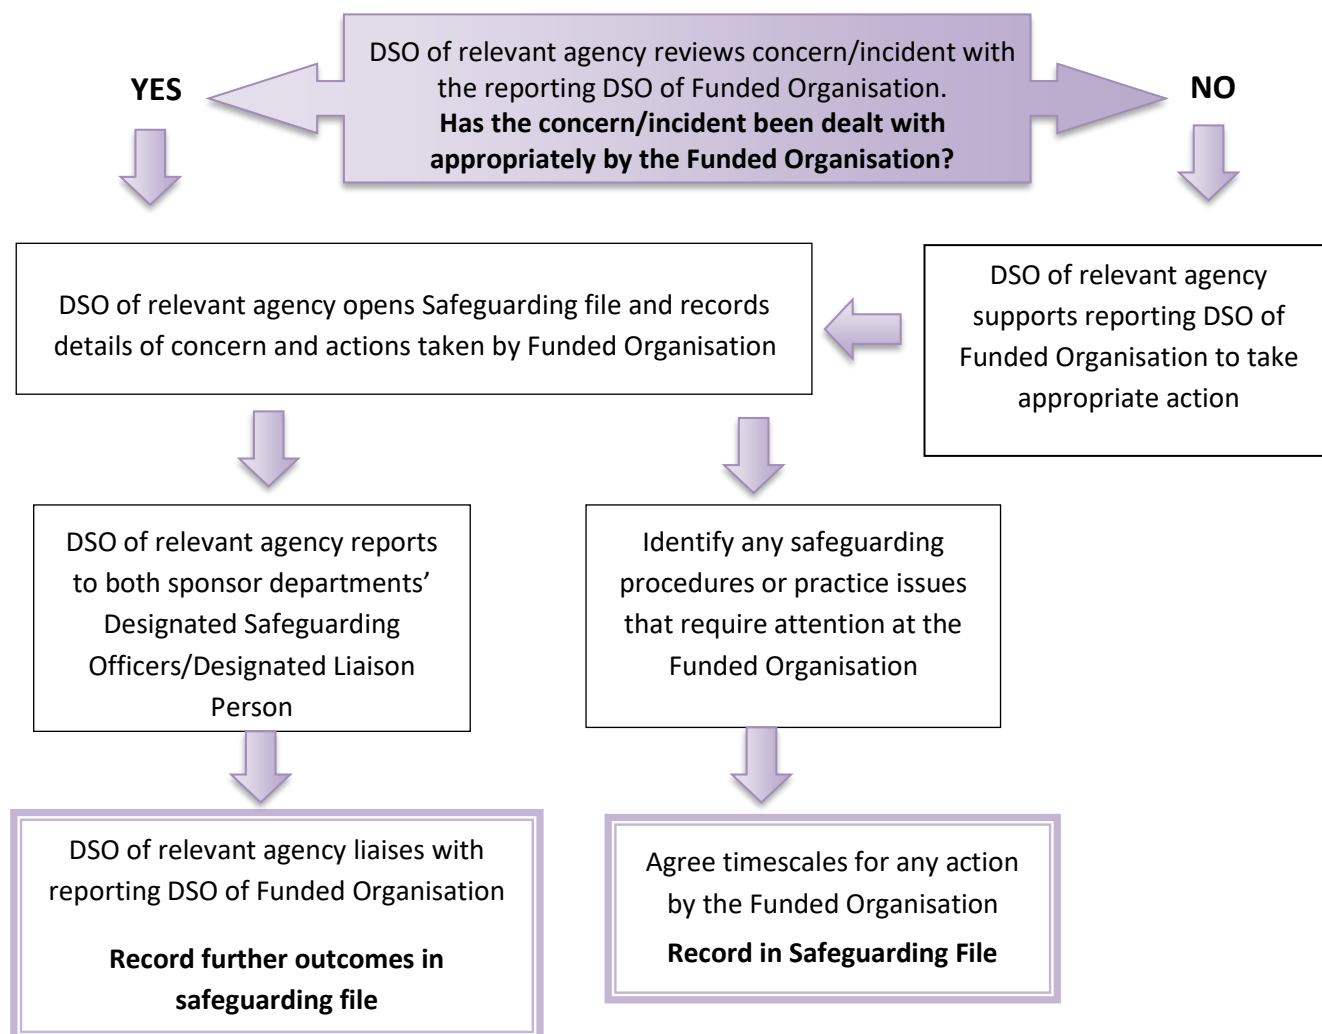 DSO of relevant agency reviews concern/incident with
the reporting DSO of Funded Organisation.
Has the concern/incident been dealt with
appropriately by the Funded Organisation?
YES
NO
DSO of relevant agency opens Safeguarding file and records
details of concern and actions taken by Funded Organisation
DSO of relevant agency
supports reporting DSO of
Funded Organisation to take
appropriate action
DSO of relevant agency reports
to both sponsor departments’
Designated Safeguarding
Officers/Designated Liaison
Person
Identify any safeguarding
procedures or practice issues
that require attention at the
Funded Organisation
DSO of relevant agency liaises with
reporting DSO of Funded Organisation
Record further outcomes in
safeguarding file
Agree timescales for any action
by the Funded Organisation
Record in Safeguarding File